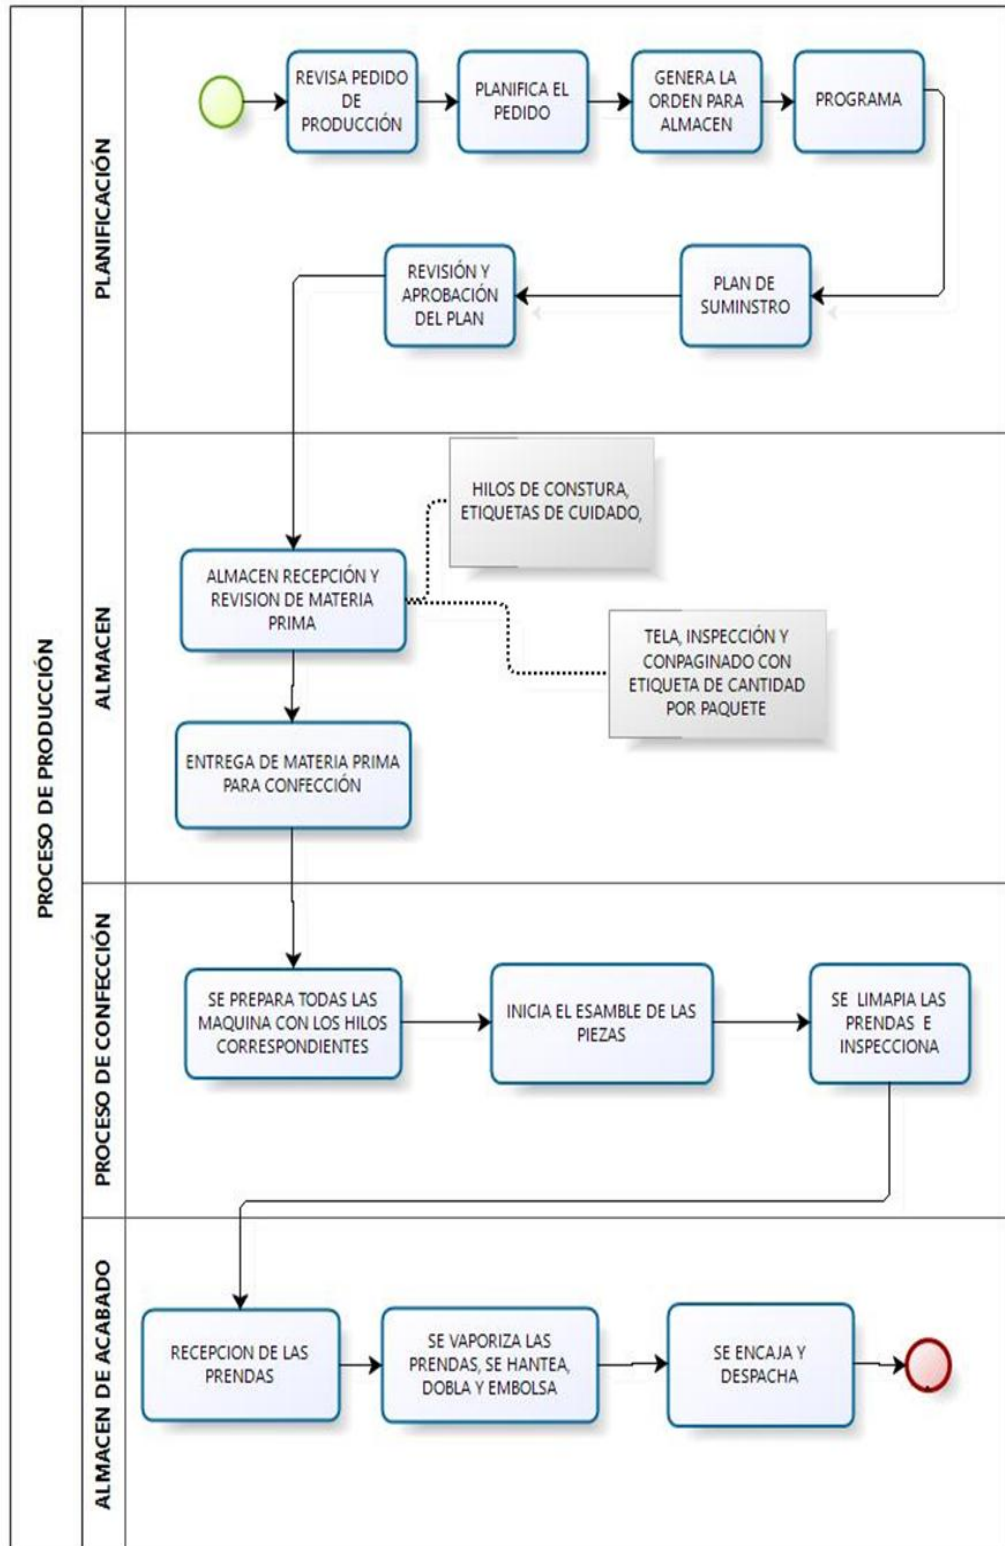 PROCESO DE PRODUCCIÓN
PLANIFICACIÓN
REVISA PEDIDO
DE
PRODUCCIÓN
PLANIFICA EL
PEDIDO
GENERA LA
ORDEN PARA
ALMACEN
PROGRAMA
PLAN DE
SUMINSTRO
REVISIÓN Y
APROBACIÓN
DEL PLAN
ALMACEN
HILOS DE CONSTURA,
ETIQUETAS DE CUIDADO,
ALMACEN RECEPCIÓN Y
REVISION DE MATERIA
PRIMA
TELA, INSPECCIÓN Y
CONPAGINADO CON
ETIQUETA DE CANTIDAD
POR PAQUETE
ENTREGA DE MATERIA PRIMA
PARA CONFECCIÓN
PROCESO DE CONFECCIÓN
SE PREPARA TODAS LAS
MAQUINA CON LOS HILOS
CORRESPONDIENTES
INICIA EL ESAMBLE DE LAS
PIEZAS
SE LIMAPIA LAS
PRENDAS E
INSPECCIONA
ALMACEN DE ACABADO
RECEPCION DE LAS
PRENDAS
SE VAPORIZA LAS
PRENDAS, SE HANTEA,
DOBLA Y EMBOLSA
SE ENCAJA Y
DESPACHA